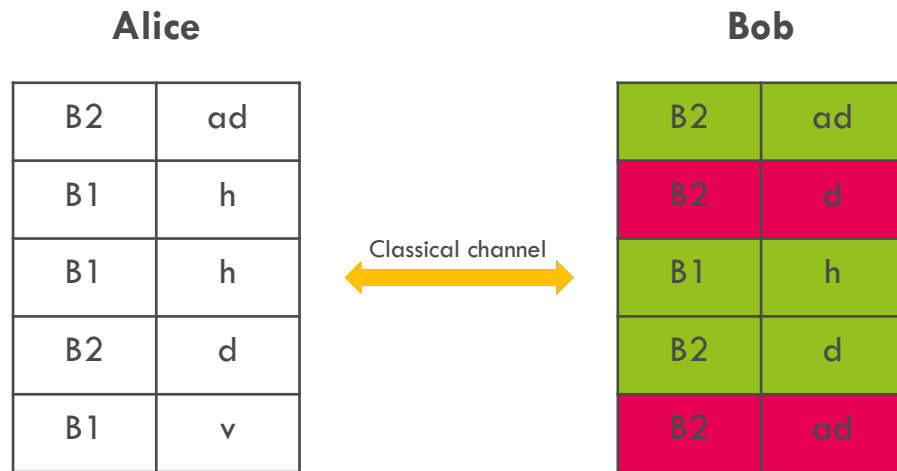 Alice Bob
B2 ad B2 ad
B1 h B2 d
Classical channel
B1 h B1 h
B2 d B2 d
B1 v B2 ad